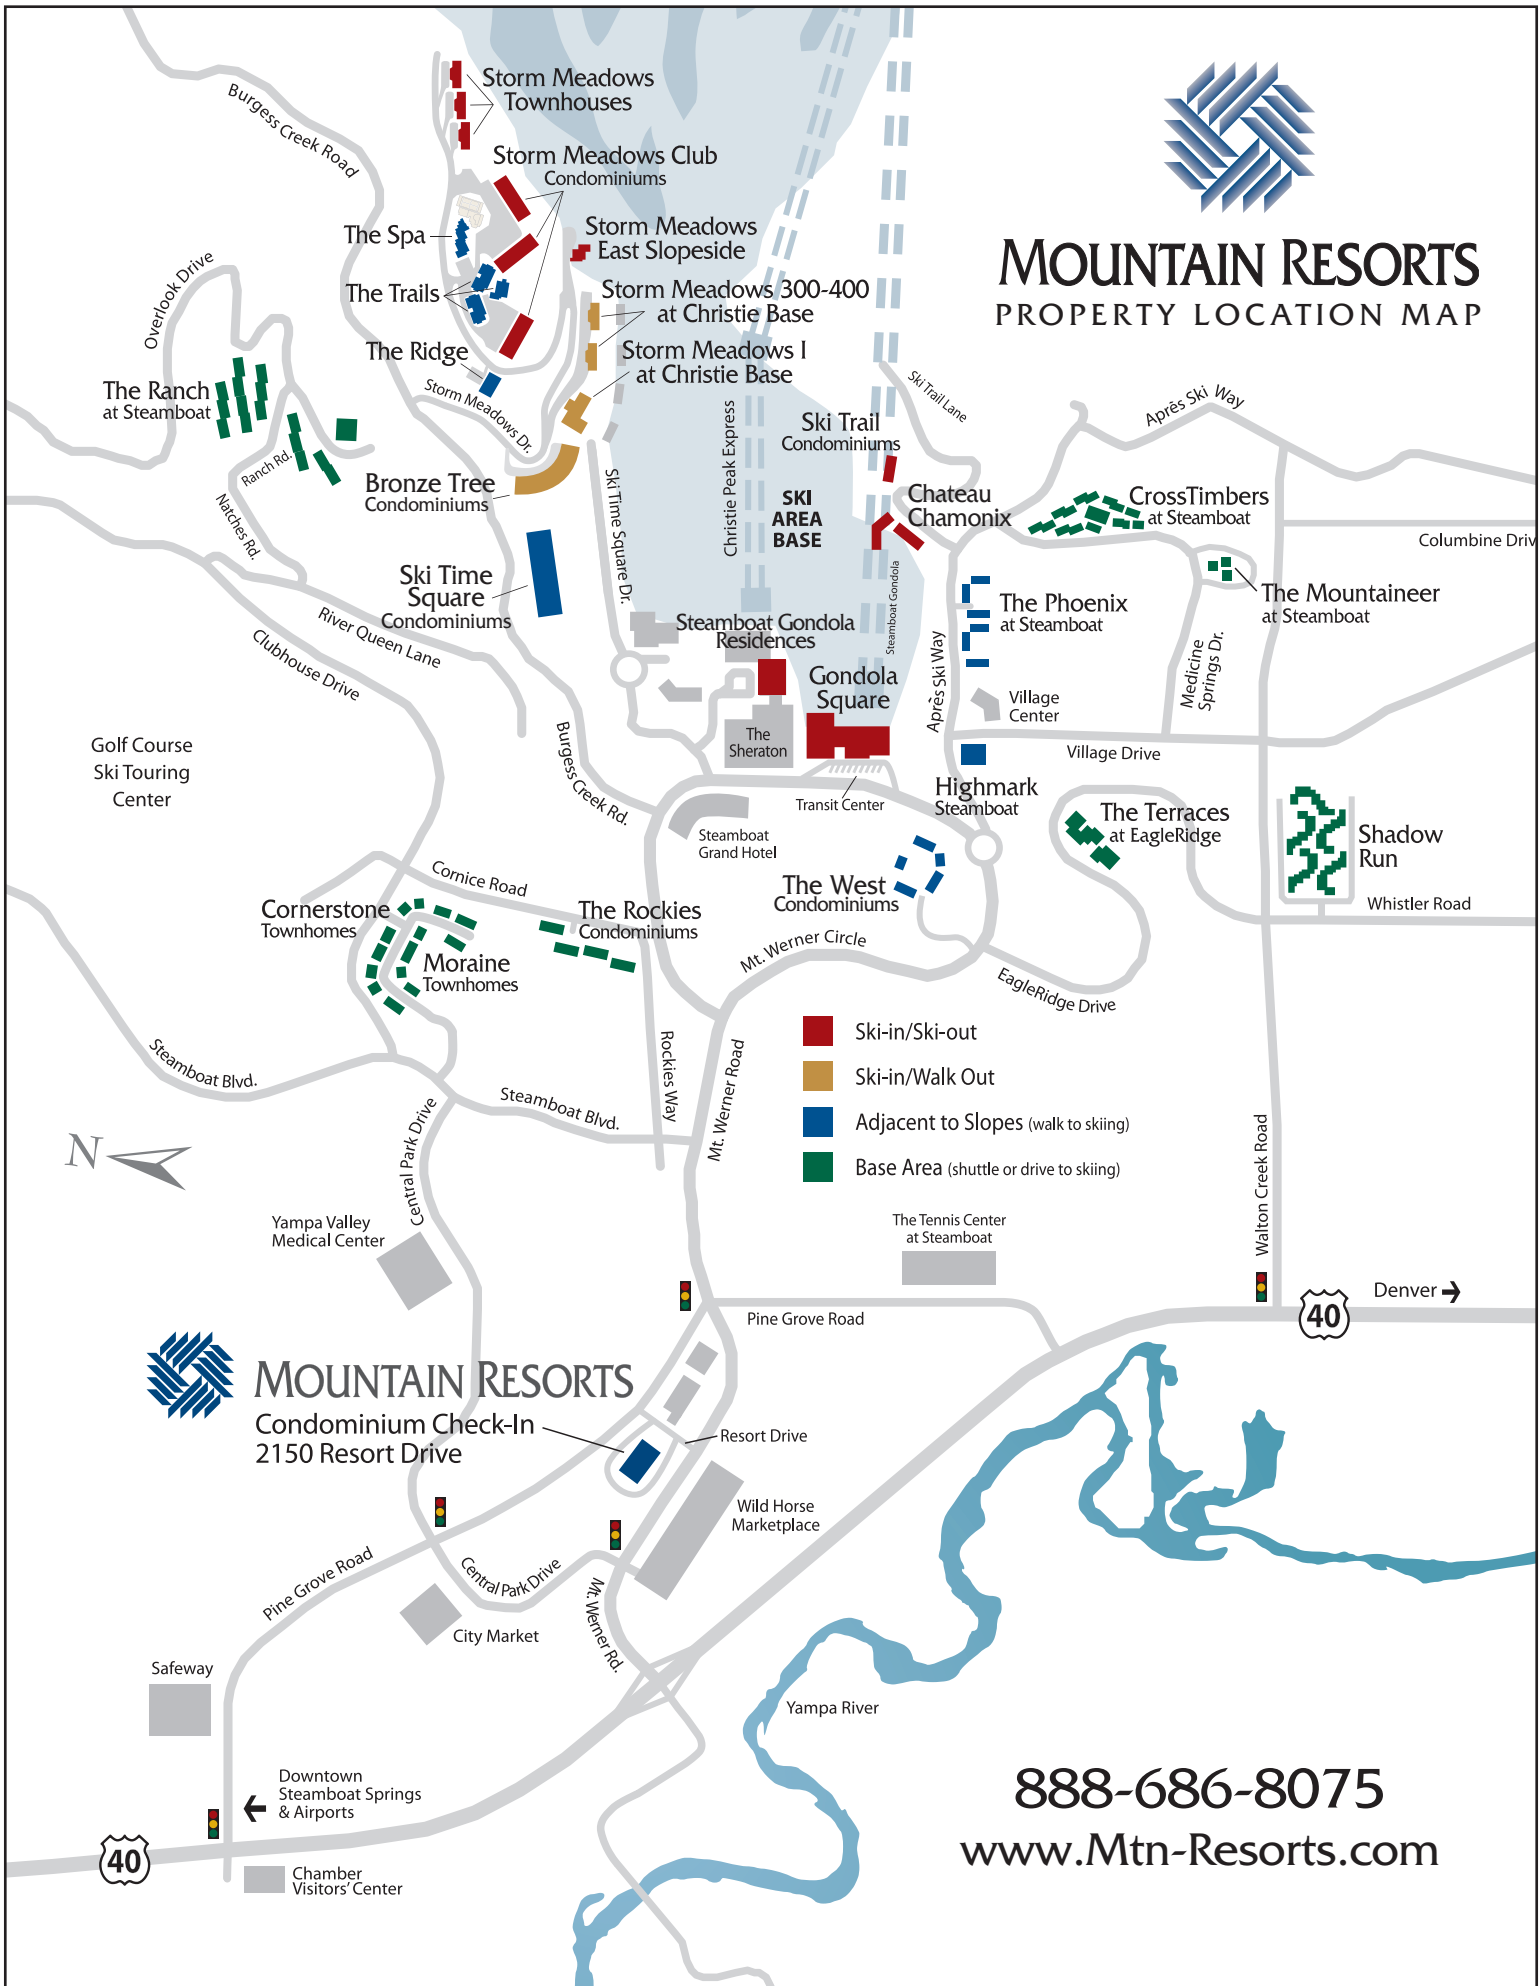 Burgess Creek Road
Storm Meadows
Townhouses
Storm Meadows Club
Condominiums
The Spa
Storm Meadows
East Slopeside
MOUNTAIN RESORTS
PROPERTY LOCATION MAP
Overlook Drive
The Trails
Storm Meadows 300-400
at Christie Base
The Ridge
Storm Meadows I
at Christie Base
Storm Meadows Dr.
The Ranch
at Steamboat
Ranch Rd.
Natches Rd.
Ski Trail Lane
Après Ski Way
Christie Peak Express
Ski Trail
Condominiums
Bronze Tree
Condominiums
Ski Time Square Dr.
SKI
AREA
BASE
Chateau
Chamonix
CrossTimbers
at Steamboat
Columbine Driv
Ski Time
Square
Condominiums
Steamboat Gondola
The Phoenix
at Steamboat
The Mountaineer
at Steamboat
River Queen Lane
Clubhouse Drive
Steamboat Gondola
Residences
Gondola
Square
Après Ski Way
Medicine
Springs Dr.
Village
Center
Golf Course
Ski Touring
Center
Burgess Creek Rd.
The
Sheraton
Village Drive
Transit Center
Highmark
Steamboat
Steamboat
Grand Hotel
The Terraces
at EagleRidge
Shadow
Run
Cornice Road
The West
Condominiums
Whistler Road
Cornerstone
Townhomes
The Rockies
Condominiums
Moraine
Townhomes
Mt. Werner Circle
EagleRidge Drive
Ski-in/Ski-out
Ski-in/Walk Out
Adjacent to Slopes (walk to skiing)
Base Area (shuttle or drive to skiing)
Steamboat Blvd.
Steamboat Blvd.
Rockies Way
Mt. Werner Road
N
Central Park Drive
Walton Creek Road
Yampa Valley
Medical Center
The Tennis Center
at Steamboat
Denver
40
Pine Grove Road
MOUNTAIN RESORTS
Condominium Check-In
2150 Resort Drive
Resort Drive
Wild Horse
Marketplace
Pine Grove Road
Central Park Drive
City Market
Mt. Werner Rd.
Safeway
Yampa River
Downtown
Steamboat Springs
& Airports
40
Chamber
Visitors' Center
888-686-8075
www.Mtn-Resorts.com